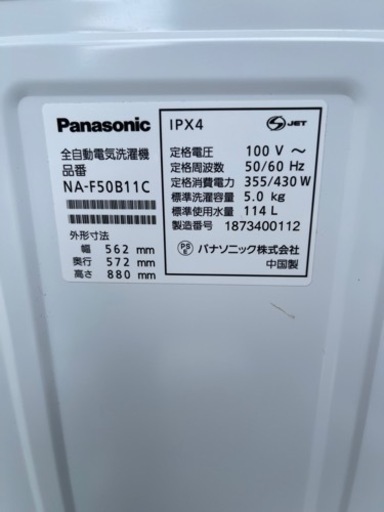 Panasonic
IPX4
S JET
全自動電気洗濯機
品番
NA-F50B11C
外形寸法
幅 562 mm
奥行 572 mm
高さ 880 mm
定格電圧 100 V ～
定格周波数 50/60 Hz
定格消費電力 355/430 W
標準洗濯容量 5.0 kg
標準使用水量 114 L
製造番号 1873400112
PS E パナソニック株式会社
中国製